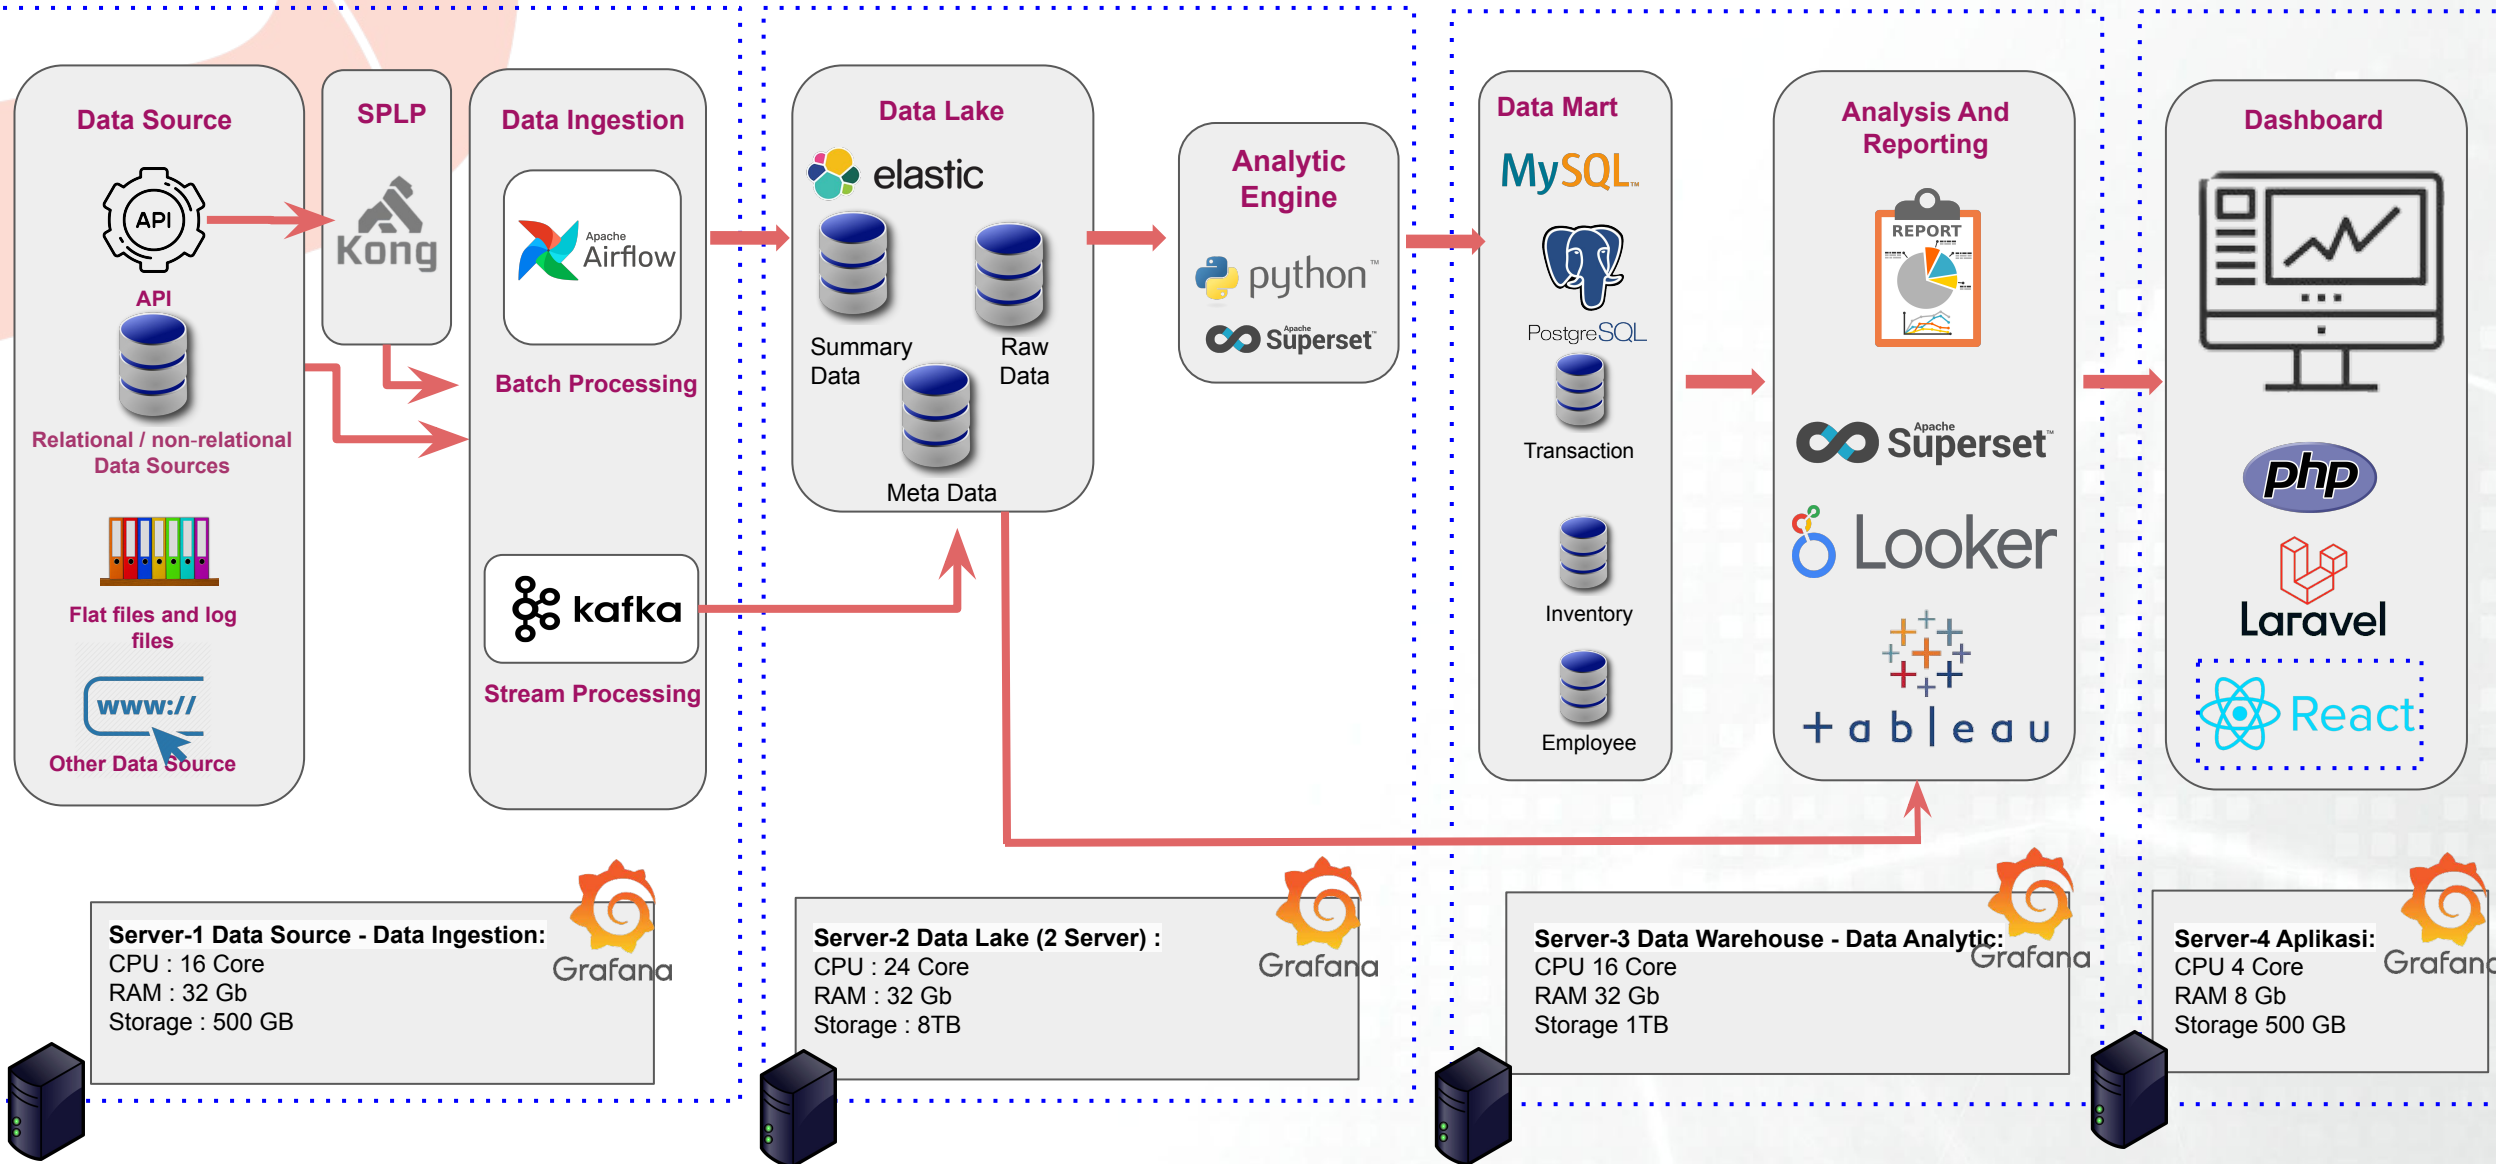 Data Source
API
API
Relational / non-relational
Data Sources
Flat files and log
files
www://
Other Data Source
SPLP
Kong
Data Ingestion
Apache
Airflow
Batch Processing
kafka
Stream Processing
Data Lake
elastic
Summary
Data
Raw
Data
Meta Data
Analytic
Engine
python™
Apache
Superset™
Data Mart
MySQL™
PostgreSQL
Transaction
Inventory
Employee
Analysis And
Reporting
REPORT
Apache
Superset™
Looker
+ableau
Dashboard
php
Laravel
React
Server-1 Data Source - Data Ingestion:
CPU : 16 Core
RAM : 32 Gb
Storage : 500 GB
Grafana
Server-2 Data Lake (2 Server) :
CPU : 24 Core
RAM : 32 Gb
Storage : 8TB
Grafana
Server-3 Data Warehouse - Data Analytic:
CPU 16 Core
RAM 32 Gb
Storage 1TB
Grafana
Server-4 Aplikasi:
CPU 4 Core
RAM 8 Gb
Storage 500 GB
Grafana